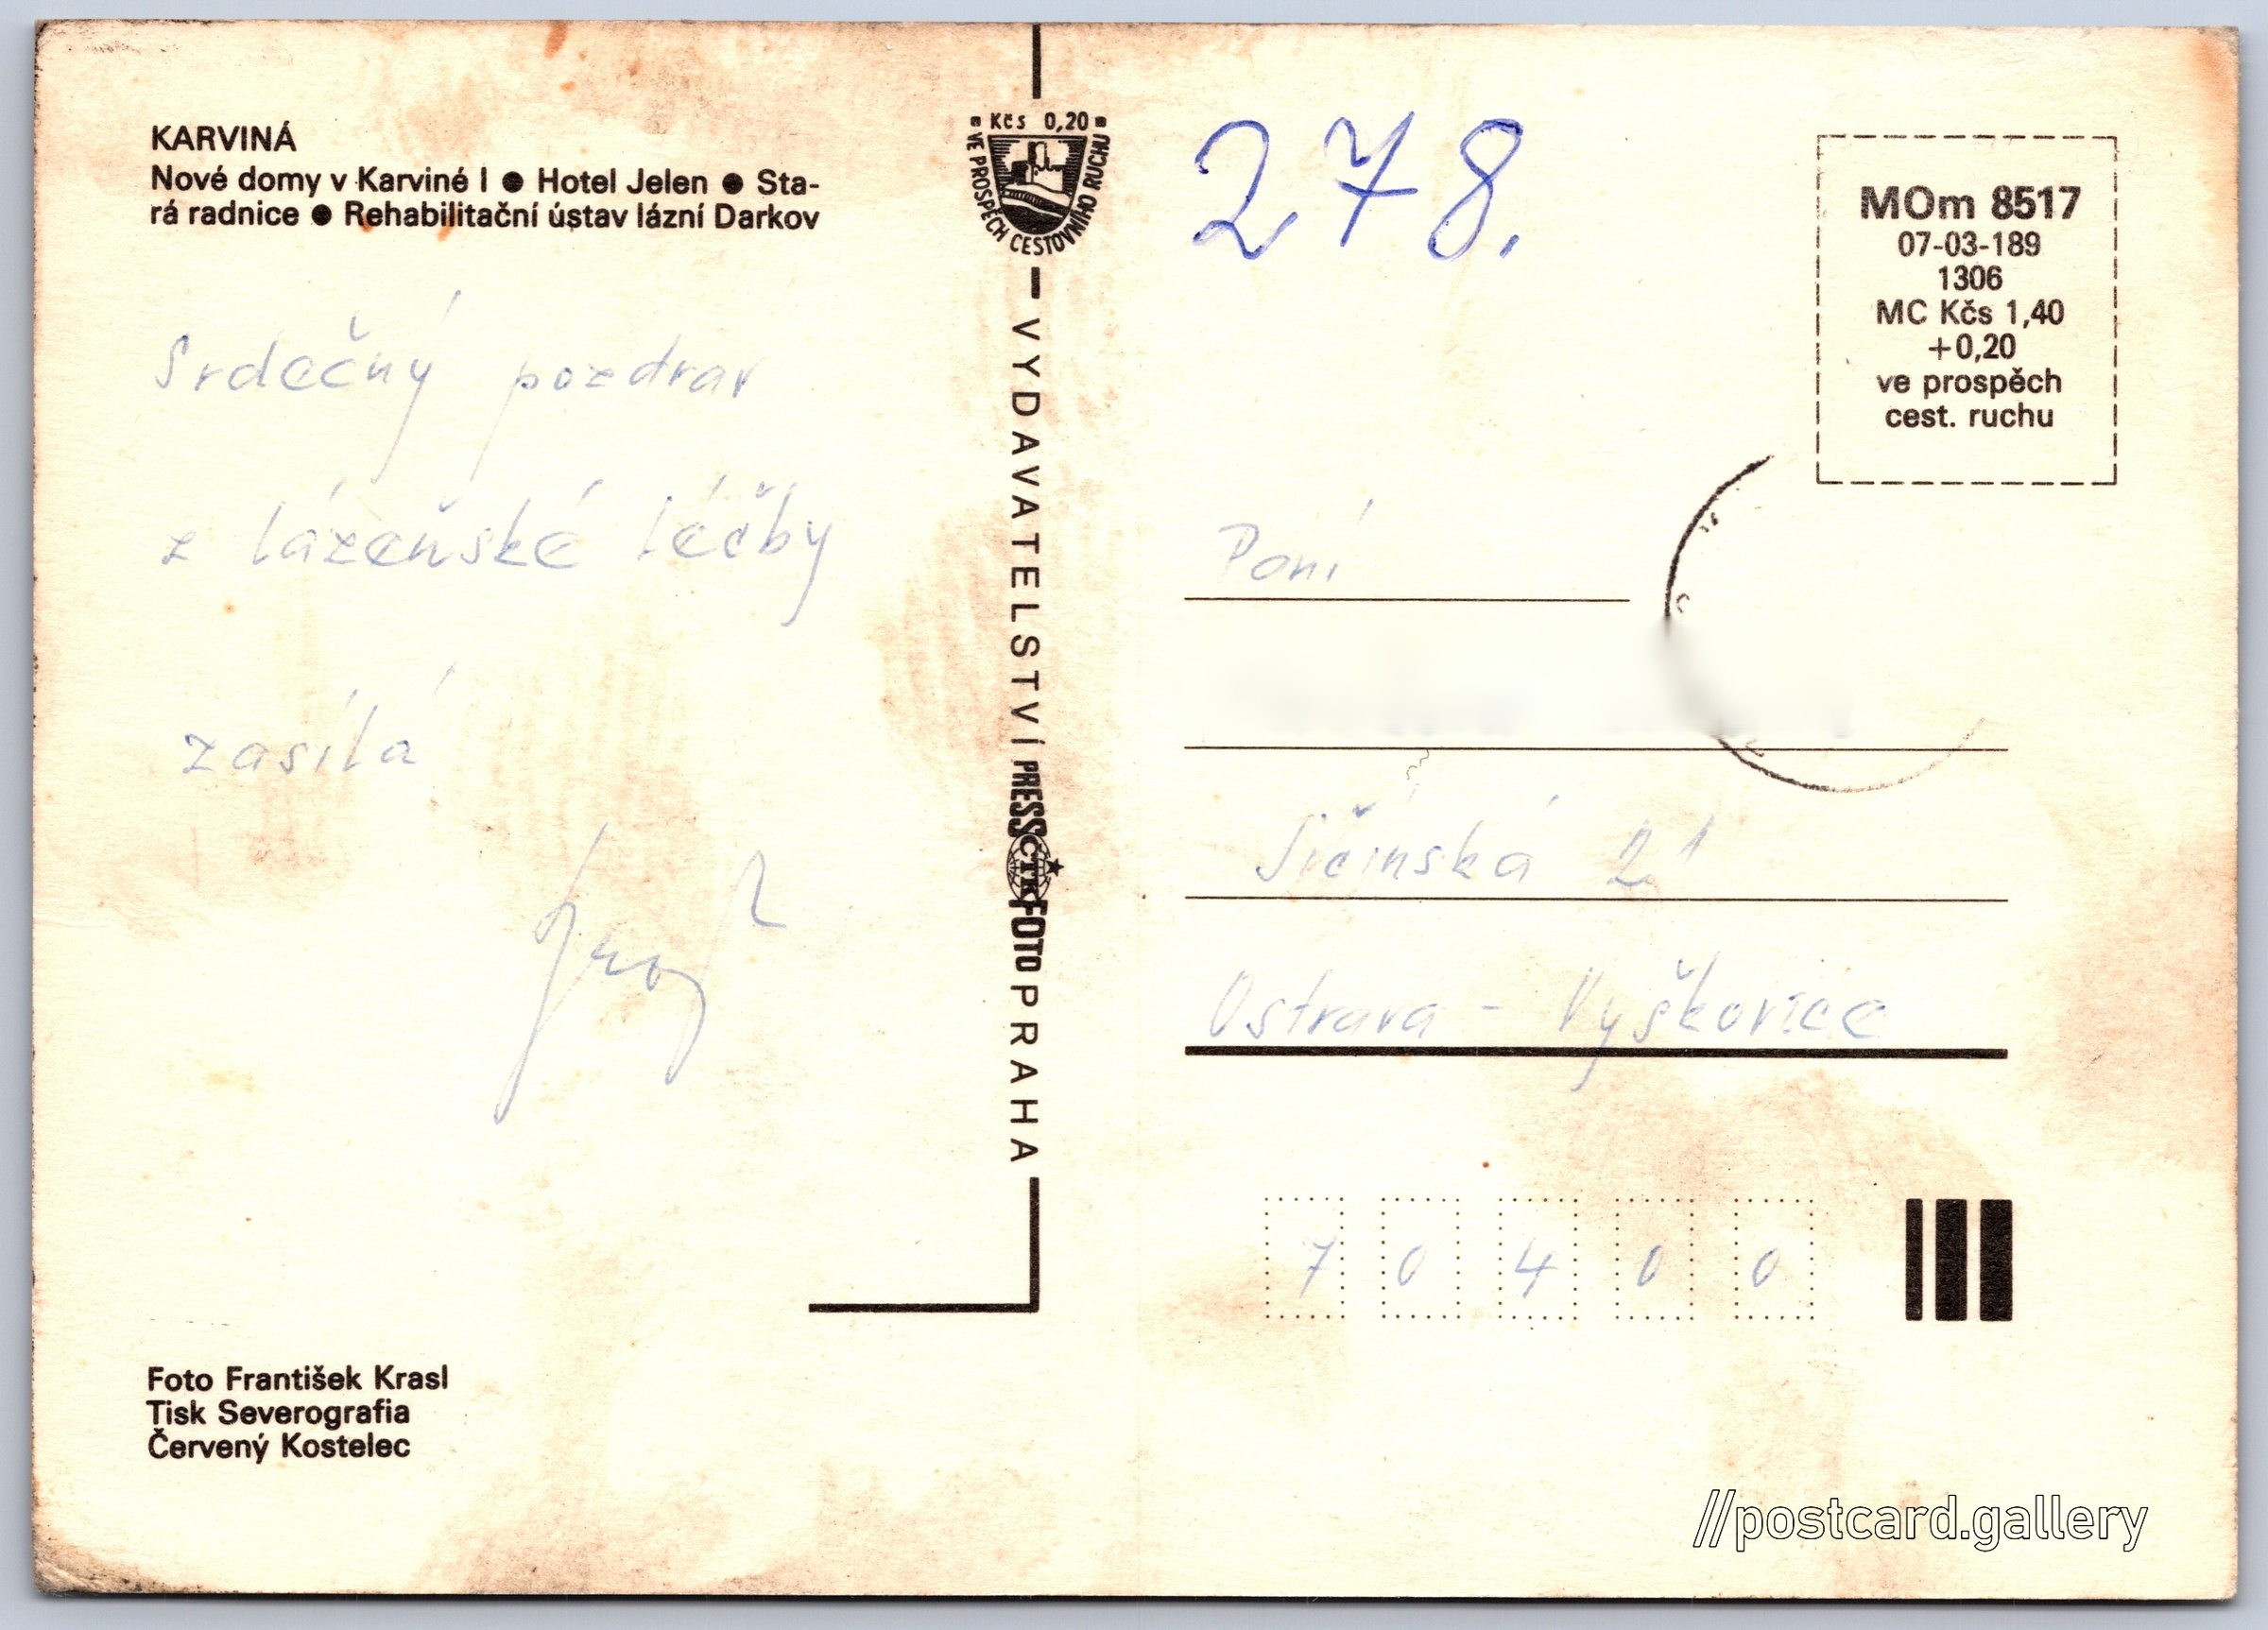 KARVINÁ
Nové domy v Karviné I ● Hotel Jelen ● Sta-
rá radnice ● Rehabilitační ústav lázní Darkov
Srdečný pozdrav
z lázeňské léčby
zasílá
Foto František Krasl
Tisk Severografia
Červený Kostelec
Kčs 0,20
VE PROSPĚCH CESTOVNÍHO RUCHU
VYDAVATELSTVÍ PRESSFOTO PRAHA
ČTK
278.
MOm 8517
07-03-189
1306
MC Kčs 1,40
+0,20
ve prospěch
cest. ruchu
Paní
Jičínská 21
Ostrava - Vyškovice
7 0 4 0 0
//postcard.gallery